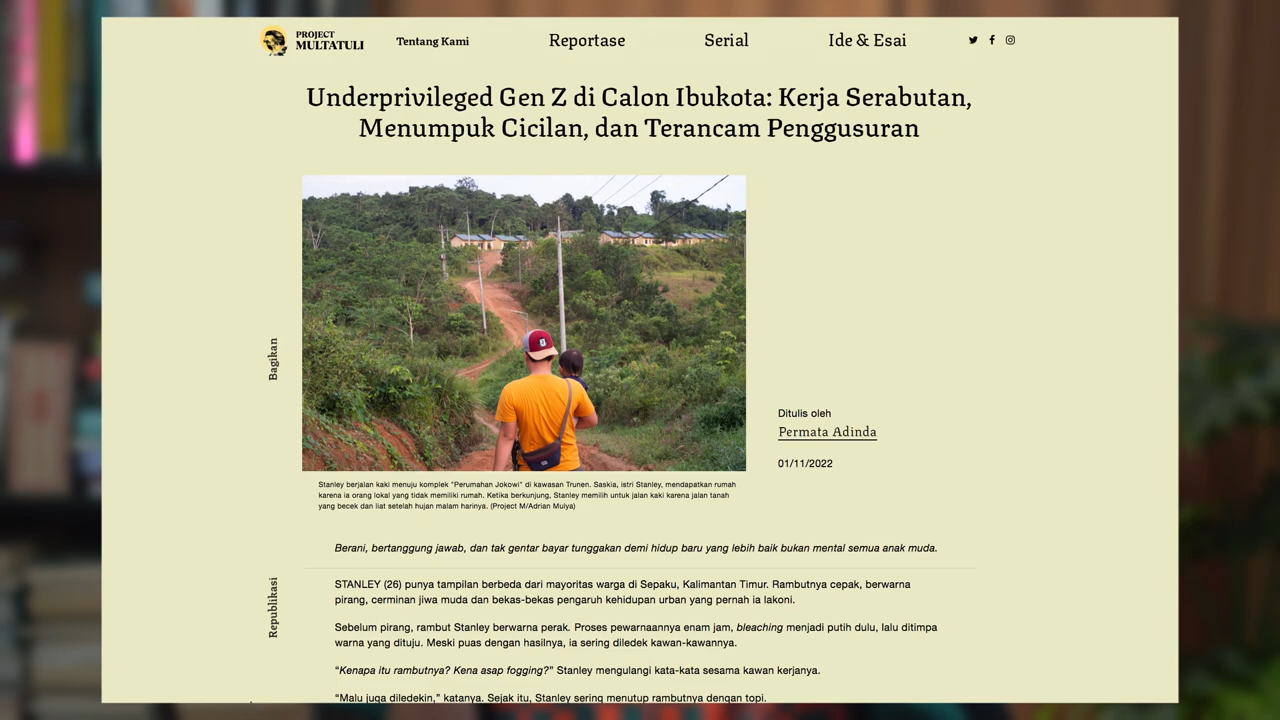 PROJECT
MULTATULI
Tentang Kami
Reportase
Serial
Ide & Esai
Underprivileged Gen Z di Calon Ibukota: Kerja Serabutan,
Menumpuk Cicilan, dan Terancam Penggusuran
Bagikan
Ditulis oleh
Permata Adinda
01/11/2022
Stanley berjalan kaki menuju komplek "Perumahan Jokowi" di kawasan Trunen. Saskia, istri Stanley, mendapatkan rumah
karena ia orang lokal yang tidak memiliki rumah. Ketika berkunjung, Stanley memilih untuk jalan kaki karena jalan tanah
yang becek dan liat setelah hujan malam harinya. (Project M/Adrian Mulya)
Berani, bertanggung jawab, dan tak gentar bayar tunggakan demi hidup baru yang lebih baik bukan mental semua anak muda.
Republikasi
STANLEY (26) punya tampilan berbeda dari mayoritas warga di Sepaku, Kalimantan Timur. Rambutnya cepak, berwarna
pirang, cerminan jiwa muda dan bekas-bekas pengaruh kehidupan urban yang pernah ia lakoni.
Sebelum pirang, rambut Stanley berwarna perak. Proses pewarnaannya enam jam, bleaching menjadi putih dulu, lalu ditimpa
warna yang dituju. Meski puas dengan hasilnya, ia sering diledek kawan-kawannya.
“Kenapa itu rambutnya? Kena asap fogging?” Stanley mengulangi kata-kata sesama kawan kerjanya.
“Malu juga diledekin,” katanya. Sejak itu, Stanley sering menutup rambutnya dengan topi.